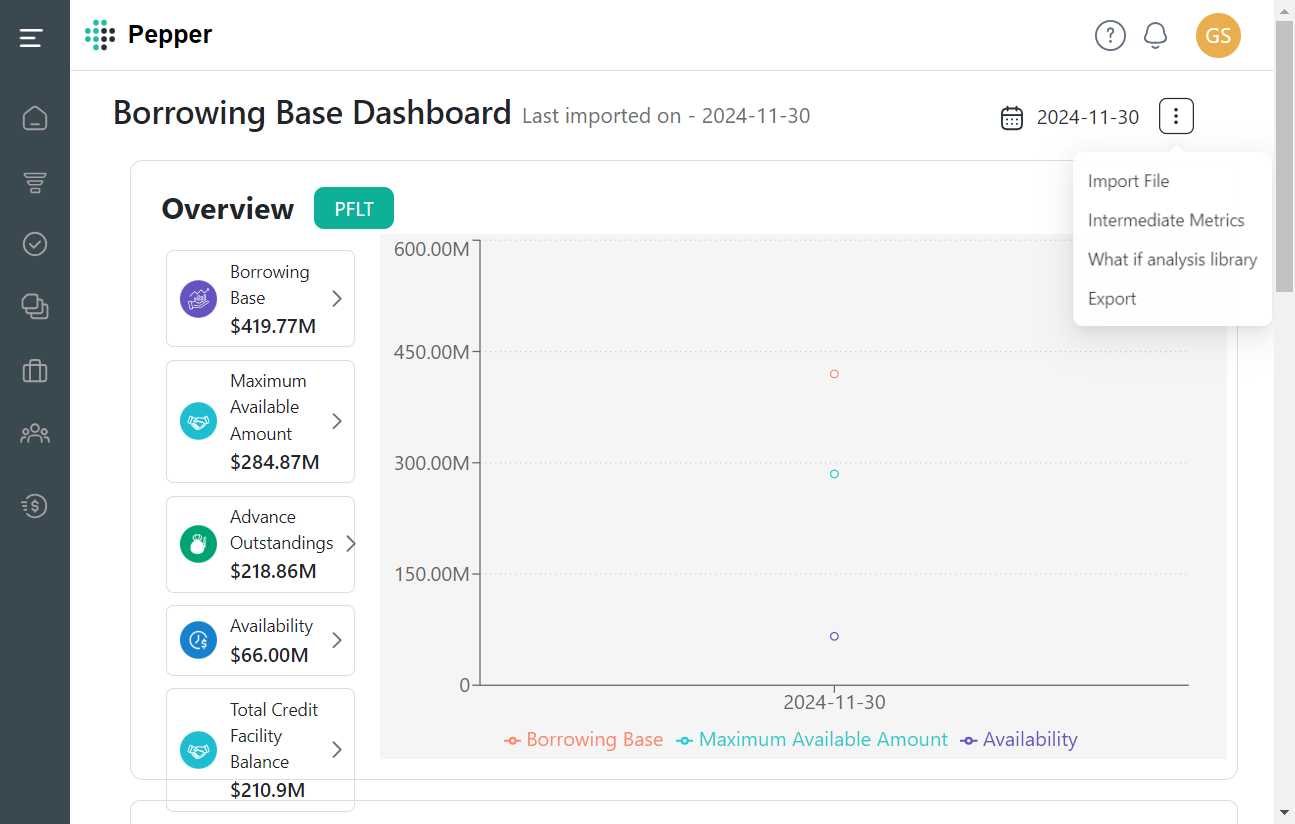 Pepper
?
GS
Borrowing Base Dashboard Last imported on - 2024-11-30
2024-11-30
Import File
Intermediate Metrics
What if analysis library
Export
Overview
PFLT
Borrowing
Base
$419.77M
Maximum
Available
Amount
$284.87M
Advance
Outstandings
$218.86M
Availability
$66.00M
Total Credit
Facility
Balance
$210.9M
600.00M
450.00M
300.00M
150.00M
0
2024-11-30
Borrowing Base Maximum Available Amount Availability